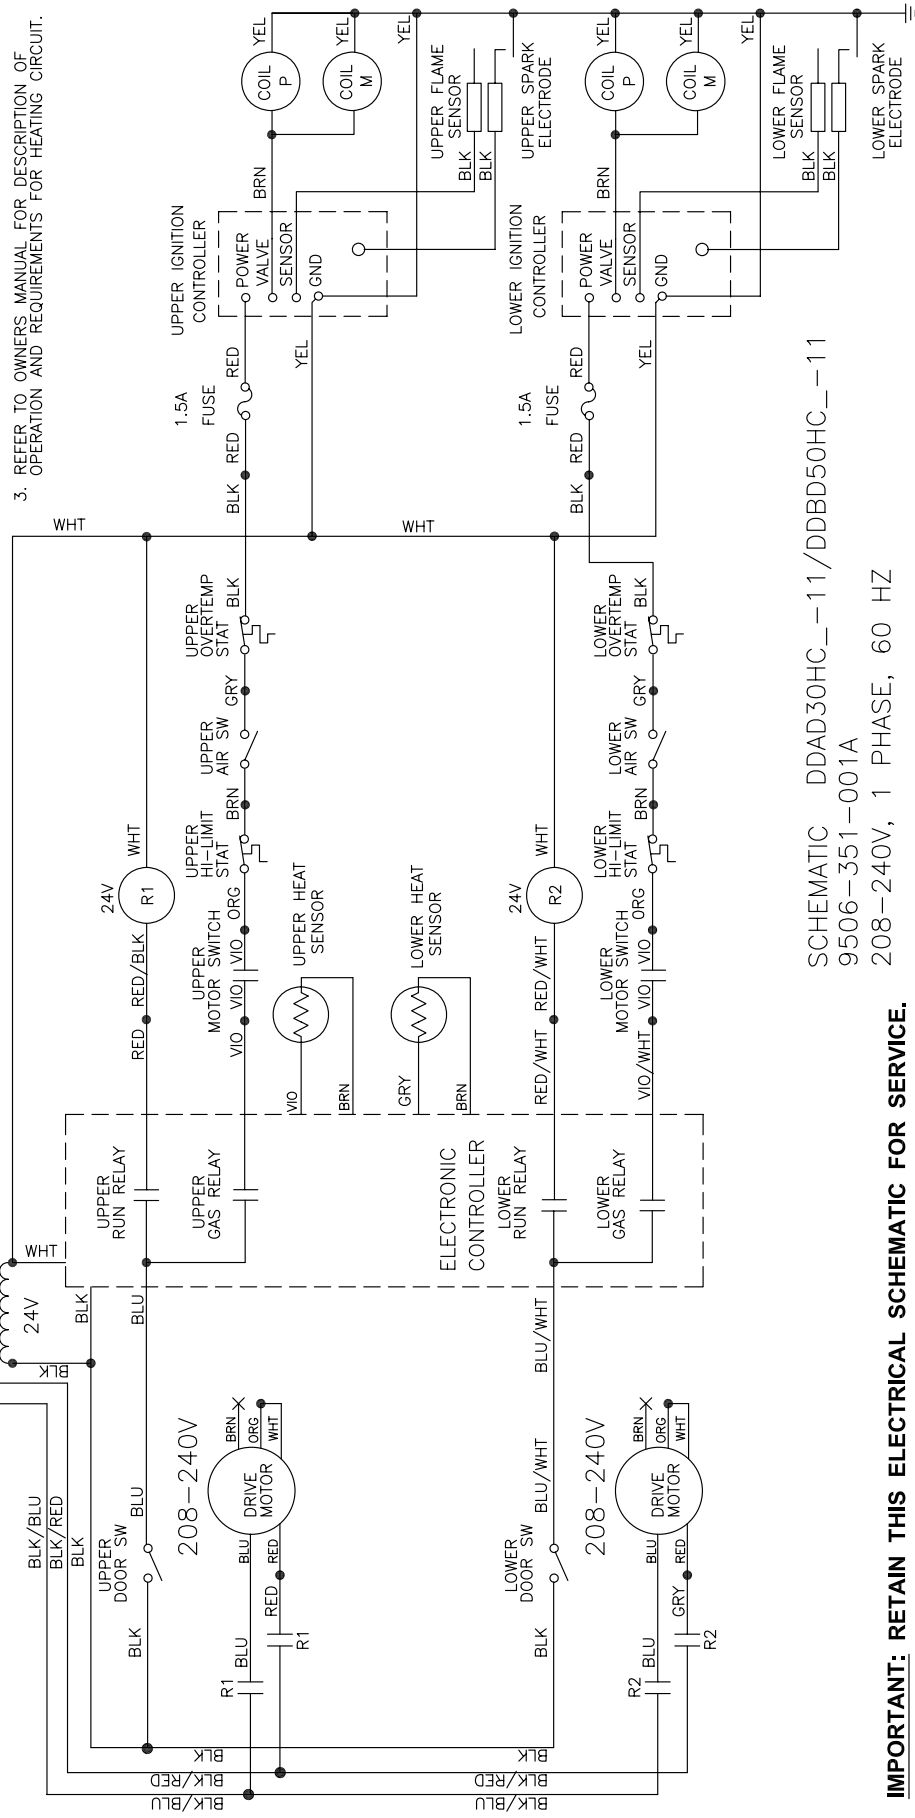 3. REFER TO OWNERS MANUAL FOR DESCRIPTION OF
OPERATION AND REQUIREMENTS FOR HEATING CIRCUIT.
24V
WHT
WHT
BLK
BLK
BLK/BLU
BLK/RED
BLK
BLK
UPPER
DOOR SW
BLU
BLU
UPPER
RUN RELAY
RED
RED/BLK
24V
R1
WHT
UPPER
GAS RELAY
VIO
VIO
VIO
UPPER
MOTOR SWITCH
ORG
UPPER
HI-LIMIT
STAT
BRN
UPPER
AIR SW
GRY
UPPER
OVERTEMP
STAT
BLK
BLK
RED
1.5A
FUSE
RED
UPPER IGNITION
CONTROLLER
POWER
VALVE
SENSOR
GND
YEL
BRN
COIL
P
COIL
M
YEL
YEL
YEL
UPPER FLAME
SENSOR
BLK
BLK
UPPER SPARK
ELECTRODE
208-240V
DRIVE
MOTOR
BRN
ORG
WHT
BLU
RED
R1
BLU
RED
R1
UPPER HEAT
SENSOR
VIO
BRN
LOWER HEAT
SENSOR
GRY
BRN
ELECTRONIC
CONTROLLER
WHT
BLK
BLK/RED
BLK/BLU
BLK
BLK/RED
BLK/BLU
BLK
LOWER
DOOR SW
BLU/WHT
BLU/WHT
LOWER
RUN RELAY
RED/WHT
RED/WHT
24V
R2
WHT
LOWER
GAS RELAY
VIO/WHT
VIO
VIO
LOWER
MOTOR SWITCH
ORG
LOWER
HI-LIMIT
STAT
BRN
LOWER
AIR SW
GRY
LOWER
OVERTEMP
STAT
BLK
BLK
RED
1.5A
FUSE
RED
LOWER IGNITION
CONTROLLER
POWER
VALVE
SENSOR
GND
YEL
BRN
COIL
P
COIL
M
YEL
YEL
YEL
LOWER FLAME
SENSOR
BLK
BLK
LOWER SPARK
ELECTRODE
208-240V
DRIVE
MOTOR
BRN
ORG
WHT
BLU
RED
R2
BLU
GRY
R2
SCHEMATIC DDAD30HC_-11/DDBD50HC_-11
9506-351-001A
208-240V, 1 PHASE, 60 HZ
IMPORTANT: RETAIN THIS ELECTRICAL SCHEMATIC FOR SERVICE.